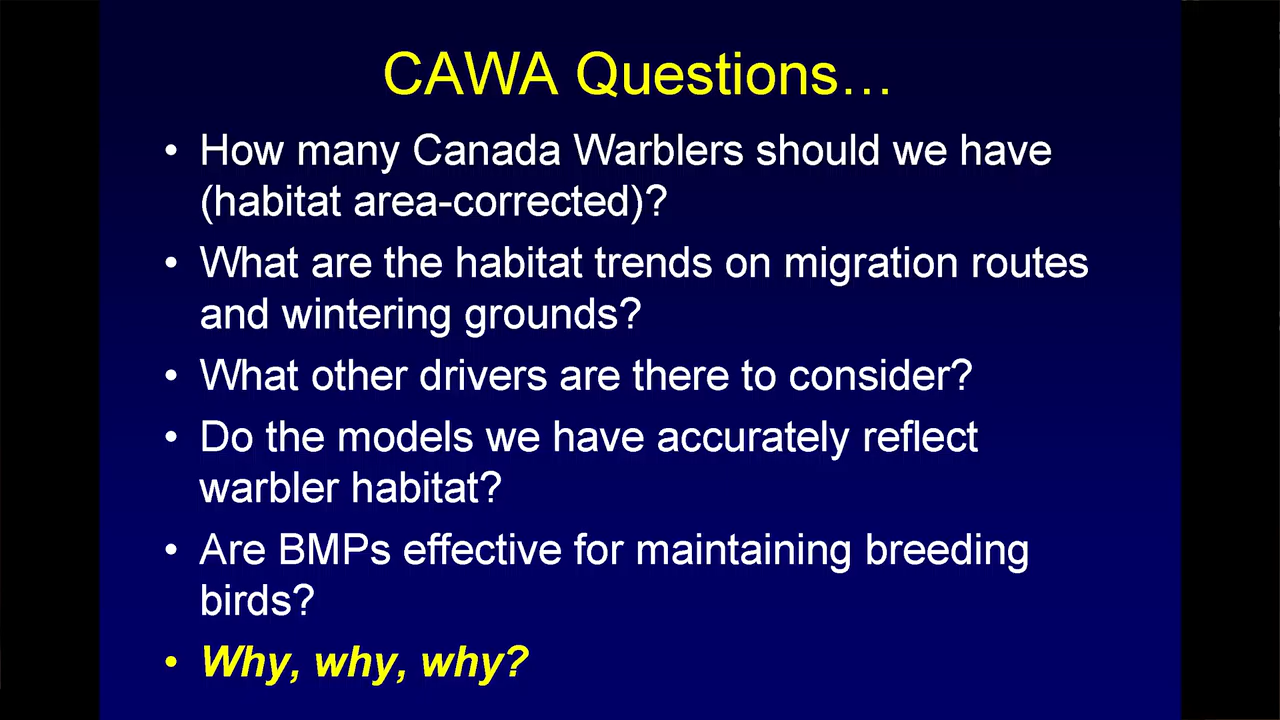 CAWA Questions…
• How many Canada Warblers should we have
(habitat area-corrected)?
• What are the habitat trends on migration routes
and wintering grounds?
• What other drivers are there to consider?
• Do the models we have accurately reflect
warbler habitat?
• Are BMPs effective for maintaining breeding
birds?
• Why, why, why?